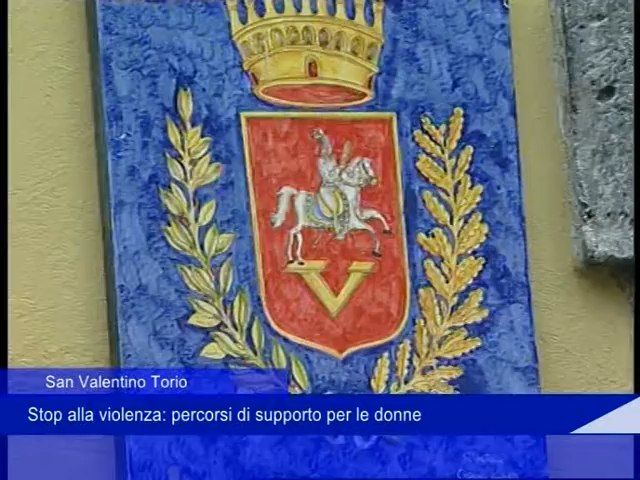 V
San Valentino Torio
Stop alla violenza: percorsi di supporto per le donne